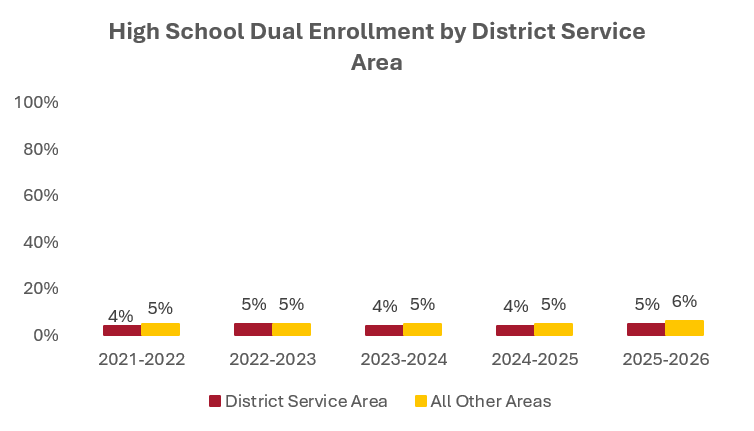 High School Dual Enrollment by District Service
Area
100%
80%
60%
40%
20%
0%
4% 5% 5% 5% 4% 5% 4% 5% 5% 6%
2021-2022 2022-2023 2023-2024 2024-2025 2025-2026
District Service Area All Other Areas